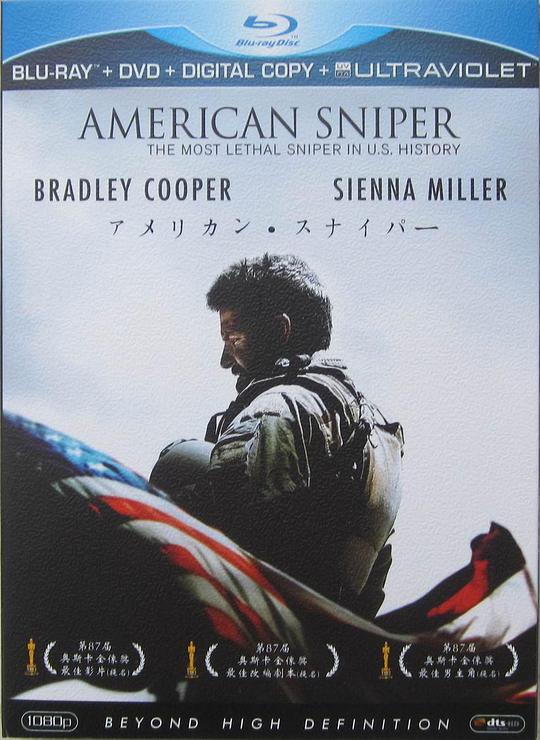 Blu-ray Disc™
BLU-RAY™ + DVD + DIGITAL COPY + UV ULTRAVIOLET™
AMERICAN SNIPER
THE MOST LETHAL SNIPER IN U.S. HISTORY
BRADLEY COOPER SIENNA MILLER
アメリカン・スナイパー
第87届 第87届 第87届
奥斯卡金像奖 奥斯卡金像奖 奥斯卡金像奖
最佳影片(提名) 最佳改编剧本(提名) 最佳男主角(提名)
1080p BEYOND HIGH DEFINITION dts-HD